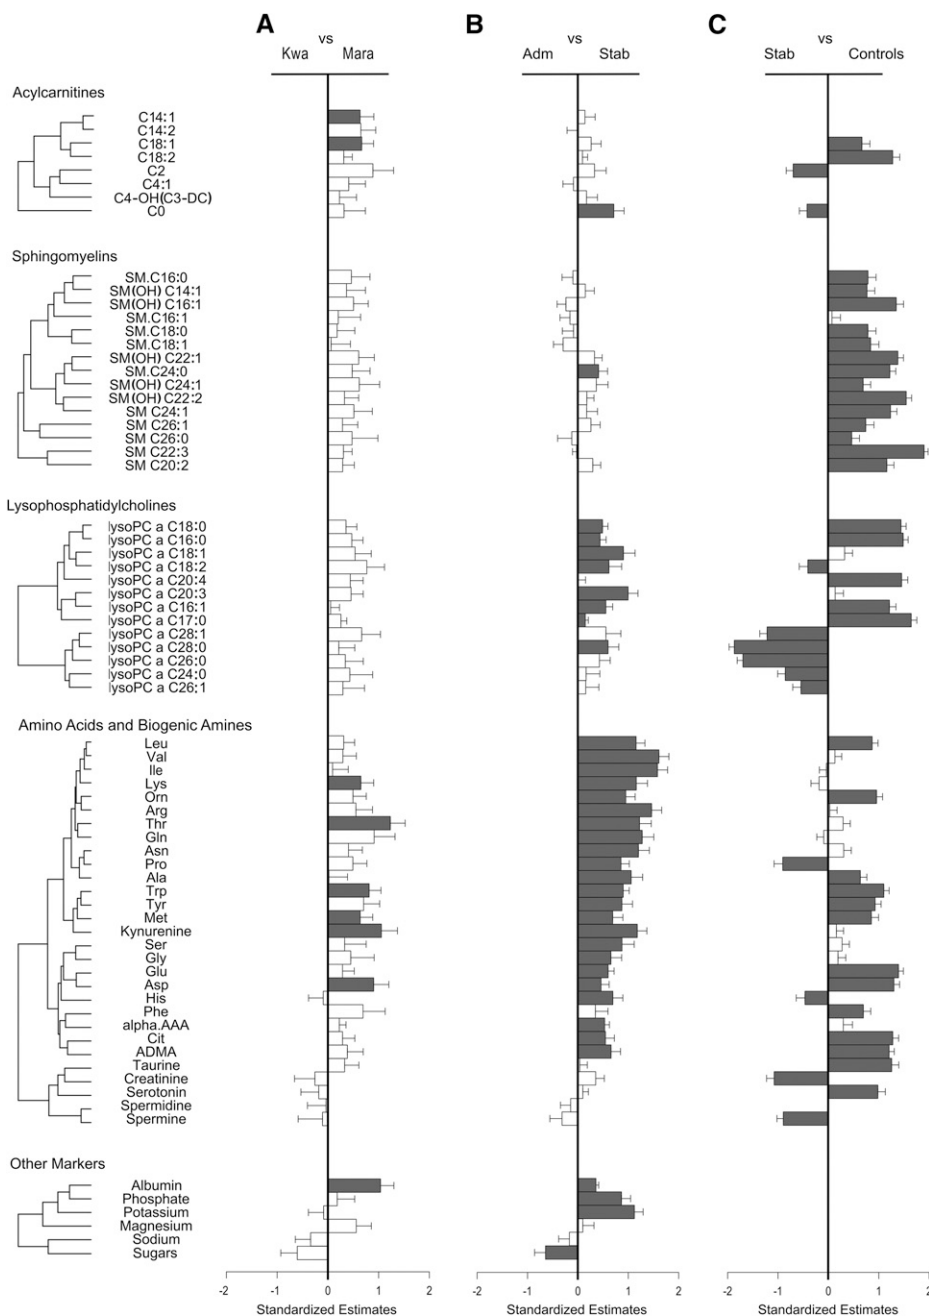 A B C
vs vs vs
Kwa Mara Adm Stab Stab Controls
Acylcarnitines
C14:1
C14:2
C18:1
C18:2
C2
C4:1
C4-OH(C3-DC)
C0
Sphingomyelins
SM.C16:0
SM(OH) C14:1
SM(OH) C16:1
SM.C16:1
SM.C18:0
SM.C18:1
SM(OH) C22:1
SM.C24:0
SM(OH) C24:1
SM(OH) C22:2
SM C24:1
SM C26:1
SM C26:0
SM C22:3
SM C20:2
Lysophosphatidylcholines
lysoPC a C18:0
lysoPC a C16:0
lysoPC a C18:1
lysoPC a C18:2
lysoPC a C20:4
lysoPC a C20:3
lysoPC a C16:1
lysoPC a C17:0
lysoPC a C28:1
lysoPC a C28:0
lysoPC a C26:0
lysoPC a C24:0
lysoPC a C26:1
Amino Acids and Biogenic Amines
Leu
Val
Ile
Lys
Orn
Arg
Thr
Gln
Asn
Pro
Ala
Trp
Tyr
Met
Kynurenine
Ser
Gly
Glu
Asp
His
Phe
alpha.AAA
Cit
ADMA
Taurine
Creatinine
Serotonin
Spermidine
Spermine
Other Markers
Albumin
Phosphate
Potassium
Magnesium
Sodium
Sugars
-2 -1 0 1 2 -2 -1 0 1 2 -2 -1 0 1 2
Standardized Estimates Standardized Estimates Standardized Estimates